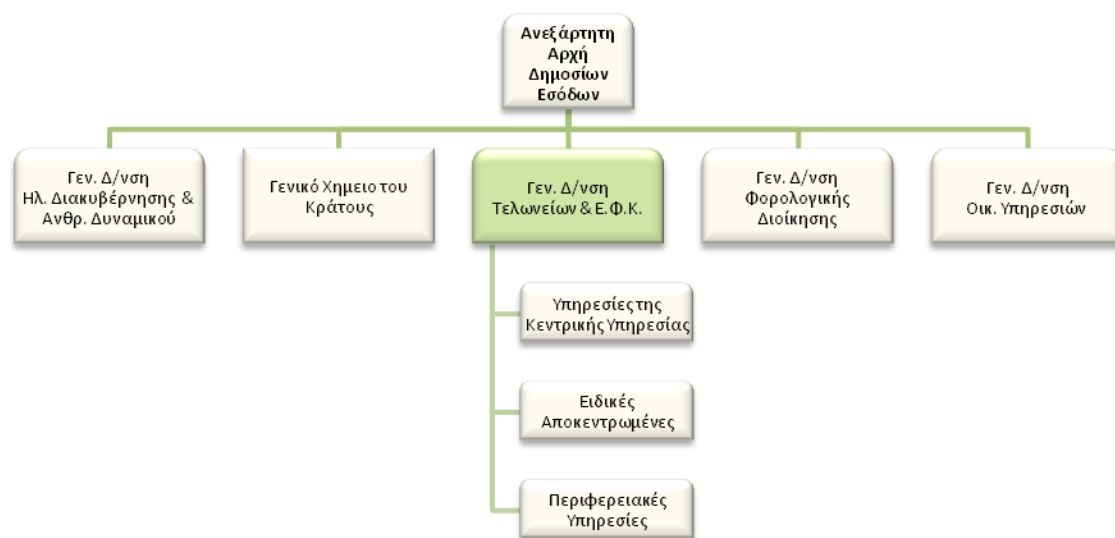 Ανεξάρτητη
Αρχή
Δημοσίων
Εσόδων
Γεν. Δ/νση
Ηλ. Διακυβέρνησης &
Ανθρ. Δυναμικού
Γενικό Χημειο του
Κράτους
Γεν. Δ/νση
Τελωνείων & Ε.Φ.Κ.
Γεν. Δ/νση
Φορολογικής
Διοίκησης
Γεν. Δ/νση
Οικ. Υπηρεσιών
Υπηρεσίες της
Κεντρικής Υπηρεσίας
Ειδικές
Αποκεντρωμένες
Περιφερειακές
Υπηρεσίες